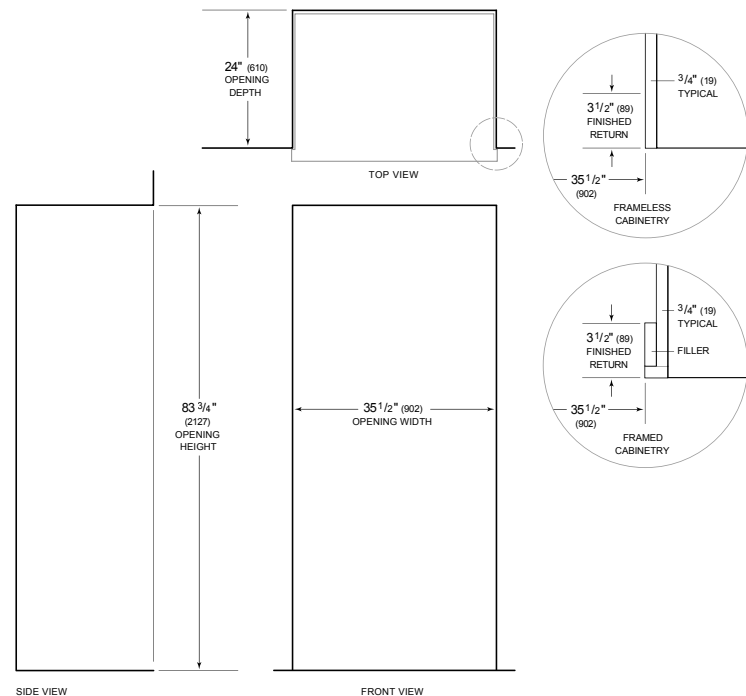 24" (610)
OPENING
DEPTH
TOP VIEW
3/4" (19)
TYPICAL
3 1/2" (89)
FINISHED
RETURN
35 1/2"
(902)
FRAMELESS
CABINETRY
3/4" (19)
TYPICAL
3 1/2" (89)
FINISHED
RETURN
FILLER
35 1/2"
(902)
FRAMED
CABINETRY
83 3/4"
(2127)
OPENING
HEIGHT
35 1/2" (902)
OPENING WIDTH
SIDE VIEW
FRONT VIEW